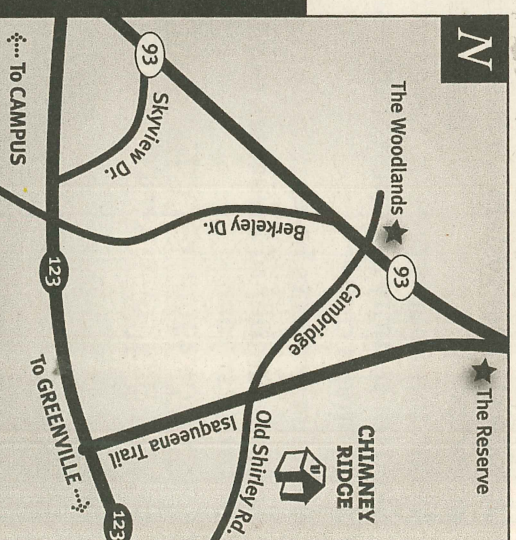 N
The Woodlands
93
Skyview Dr.
To CAMPUS
Berkeley Dr.
93
Cambridge
123
The Reserve
To GREENVILLE
Isaqueena Trail
Old Shirley Rd.
CHIMNEY
RIDGE
123